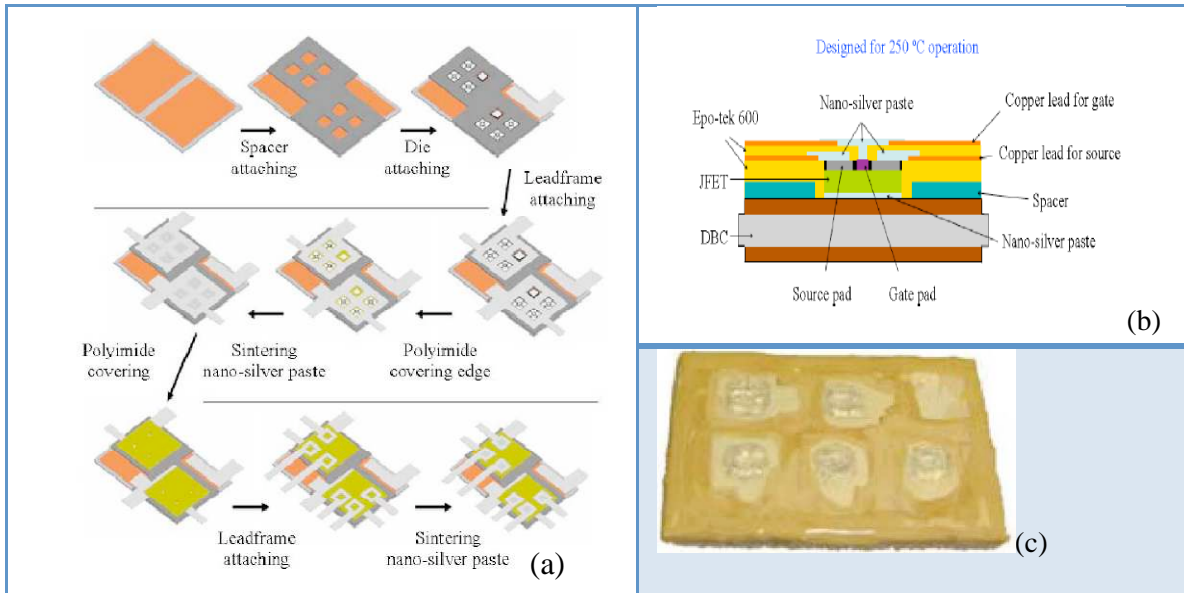 Spacer
attaching
Die
attaching
Leadframe
attaching
Polyimide
covering
Sintering
nano-silver paste
Polyimide
covering edge
Leadframe
attaching
Sintering
nano-silver paste
(a)
Designed for 250 °C operation
Nano-silver paste
Copper lead for gate
Epo-tek 600
Copper lead for source
JFET
Spacer
DBC
Nano-silver paste
Source pad
Gate pad
(b)
(c)